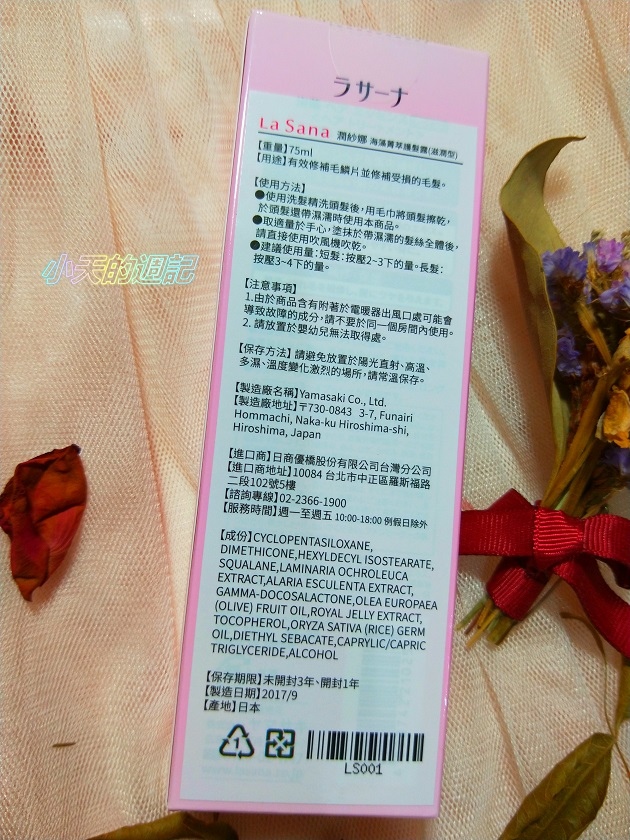 ラサーナ
La Sana 潤紗娜 海藻菁萃護髮露(滋潤型)
【重量】75ml
【用途】有效修補毛鱗片並修補受損的毛髮。
【使用方法】
●使用洗髮精洗頭髮後,用毛巾將頭髮擦乾,
於頭髮還帶濕濡時使用本商品。
●取適量於手心,塗抹於帶濕濡的髮絲全體後,
請直接使用吹風機吹乾。
●建議使用量:短髮:按壓2~3下的量。長髮:
按壓3~4下的量。
【注意事項】
1.由於商品含有附著於電暖器出風口處可能會
導致故障的成分,請不要於同一個房間內使用。
2. 請放置於嬰幼兒無法取得處。
【保存方法】請避免放置於陽光直射、高溫、
多濕、溫度變化激烈的場所,請常溫保存。
【製造廠名稱】Yamasaki Co., Ltd.
【製造廠地址】〒730-0843 3-7, Funairi
Hommachi, Naka-ku Hiroshima-shi,
Hiroshima, Japan
【進口商】日商優橋股份有限公司台灣分公司
【進口商地址】10084 台北市中正區羅斯福路
二段102號5樓
【諮詢專線】02-2366-1900
【服務時間】週一至週五 10:00-18:00 例假日除外
【成份】CYCLOPENTASILOXANE,
DIMETHICONE,HEXYLDECYL ISOSTEARATE,
SQUALANE,LAMINARIA OCHROLEUCA
EXTRACT,ALARIA ESCULENTA EXTRACT,
GAMMA-DOCOSALACTONE,OLEA EUROPAEA
(OLIVE) FRUIT OIL,ROYAL JELLY EXTRACT,
TOCOPHEROL,ORYZA SATIVA (RICE) GERM
OIL,DIETHYL SEBACATE,CAPRYLIC/CAPRIC
TRIGLYCERIDE,ALCOHOL
【保存期限】未開封3年、開封1年
【製造日期】2017/9
【產地】日本
1
LS001
小天的週記